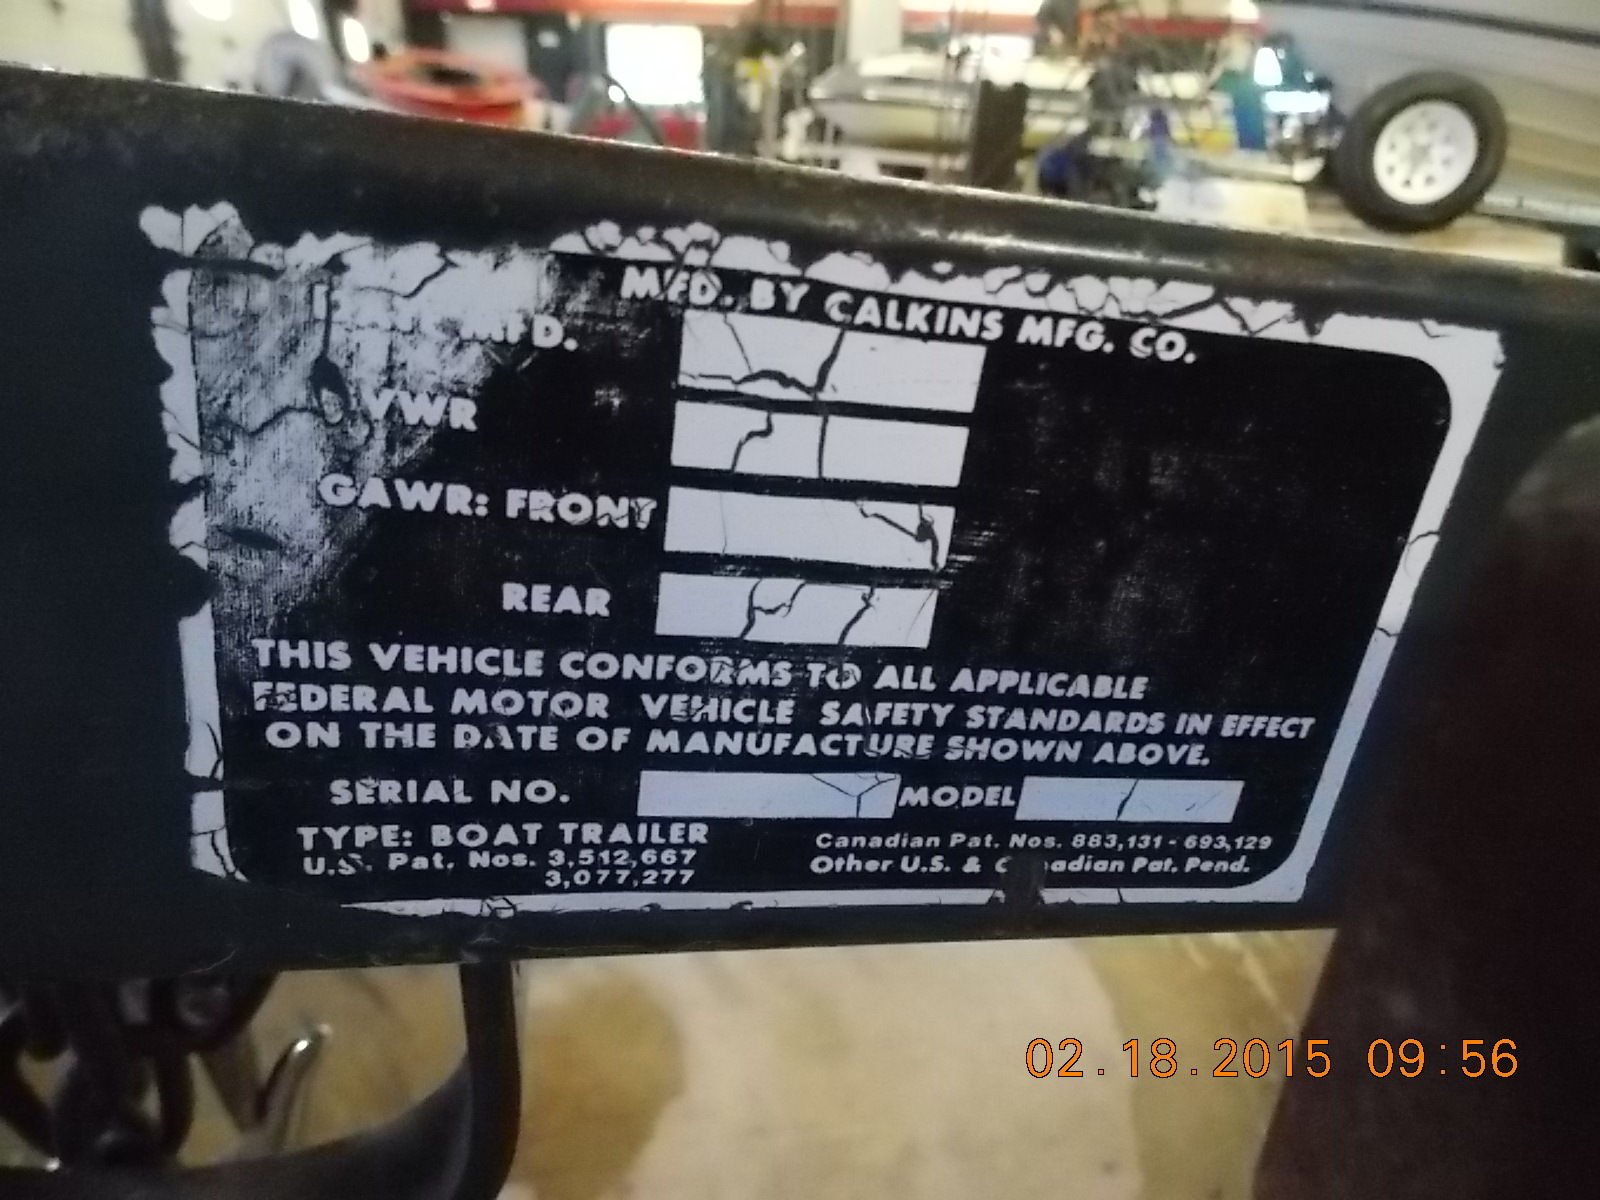 MFD. BY CALKINS MFG. CO.
MFD.
VWR
GAWR: FRONT
REAR
THIS VEHICLE CONFORMS TO ALL APPLICABLE
FEDERAL MOTOR VEHICLE SAFETY STANDARDS IN EFFECT
ON THE DATE OF MANUFACTURE SHOWN ABOVE.
SERIAL NO. MODEL
TYPE: BOAT TRAILER
U.S. Pat. Nos. 3,512,667
3,077,277
Canadian Pat. Nos. 883,131 - 693,129
Other U.S. & Canadian Pat. Pend.
02.18.2015 09:56